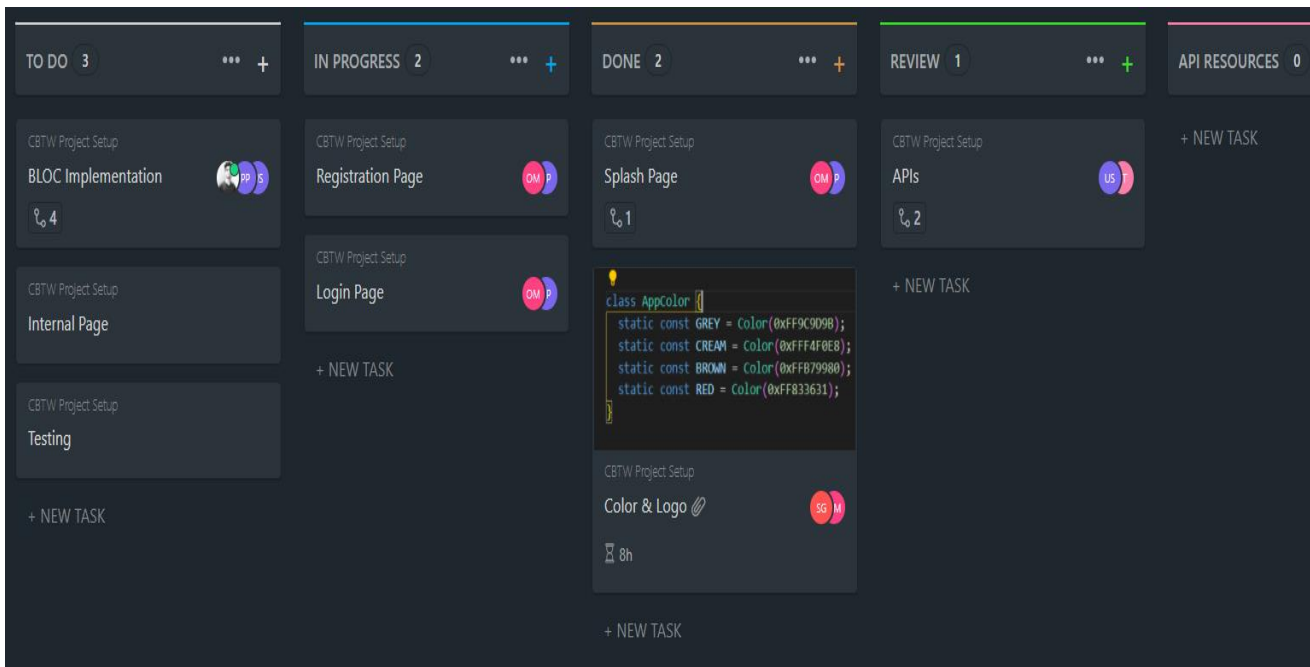 TO DO 3
CBTW Project Setup
BLOC Implementation
PP S
4
CBTW Project Setup
Internal Page
CBTW Project Setup
Testing
+ NEW TASK
IN PROGRESS 2
CBTW Project Setup
Registration Page
OM P
CBTW Project Setup
Login Page
OM P
+ NEW TASK
DONE 2
CBTW Project Setup
Splash Page
OM P
1
class AppColor {
static const GREY = Color(0xFF9C9D9B);
static const CREAM = Color(0xFFF4F0E8);
static const BROWN = Color(0xFFB79980);
static const RED = Color(0xFF833631);
}
CBTW Project Setup
Color & Logo
SG M
8h
+ NEW TASK
REVIEW 1
CBTW Project Setup
APIs
US T
2
+ NEW TASK
API RESOURCES 0
+ NEW TASK